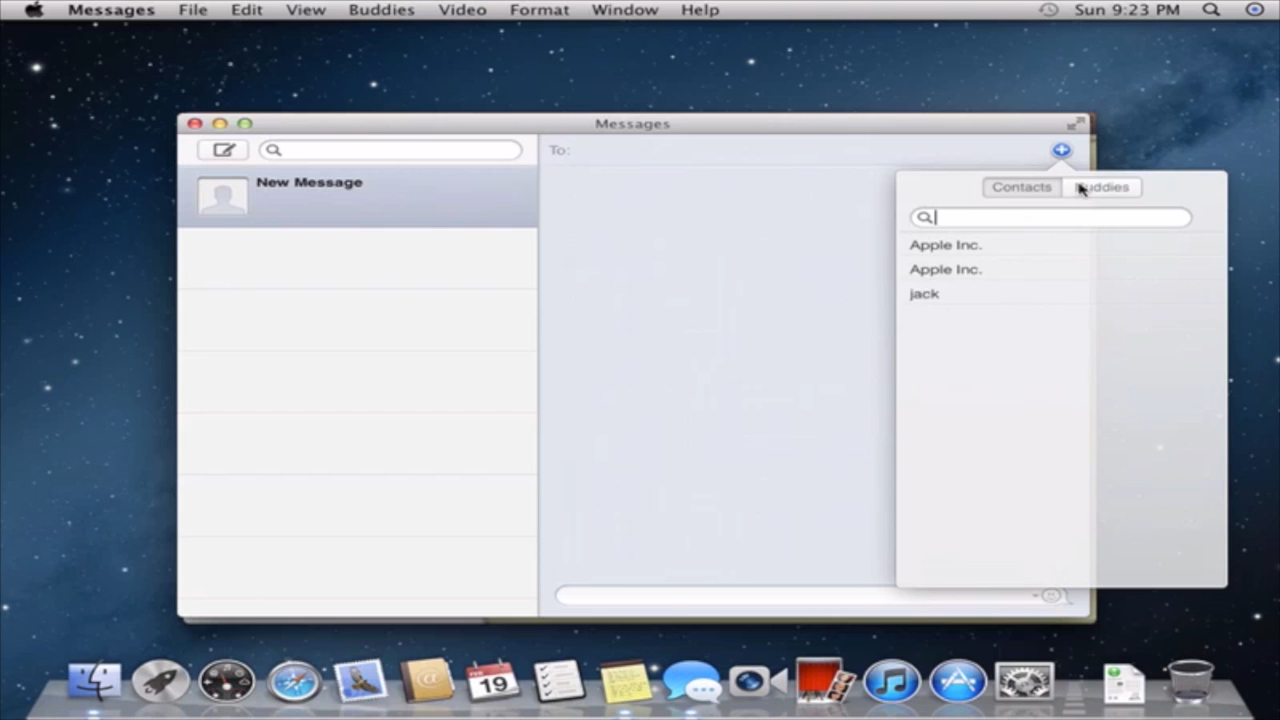 Messages File Edit View Buddies Video Format Window Help Sun 9:23 PM
Messages
To:
New Message
Contacts Buddies
Apple Inc.
Apple Inc.
jack
19